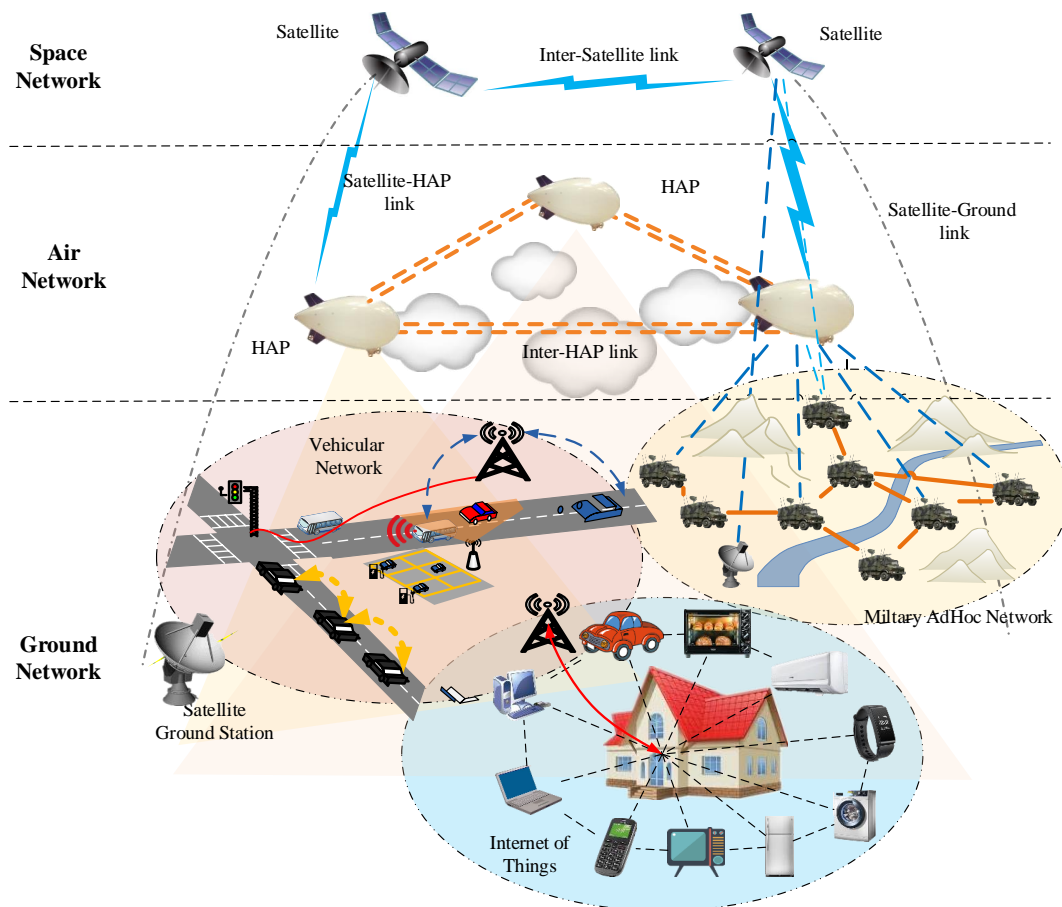 Satellite
Satellite
Space
Network
Inter-Satellite link
Satellite-HAP
link
HAP
Satellite-Ground
link
Air
Network
HAP
Inter-HAP link
Vehicular
Network
Miltary AdHoc Network
Ground
Network
Satellite
Ground Station
Internet of
Things